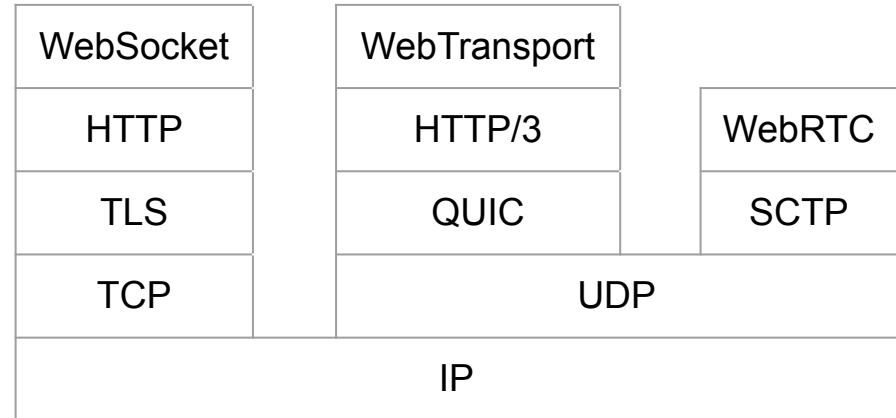 WebSocket
WebTransport
HTTP
HTTP/3
WebRTC
TLS
QUIC
SCTP
TCP
UDP
IP